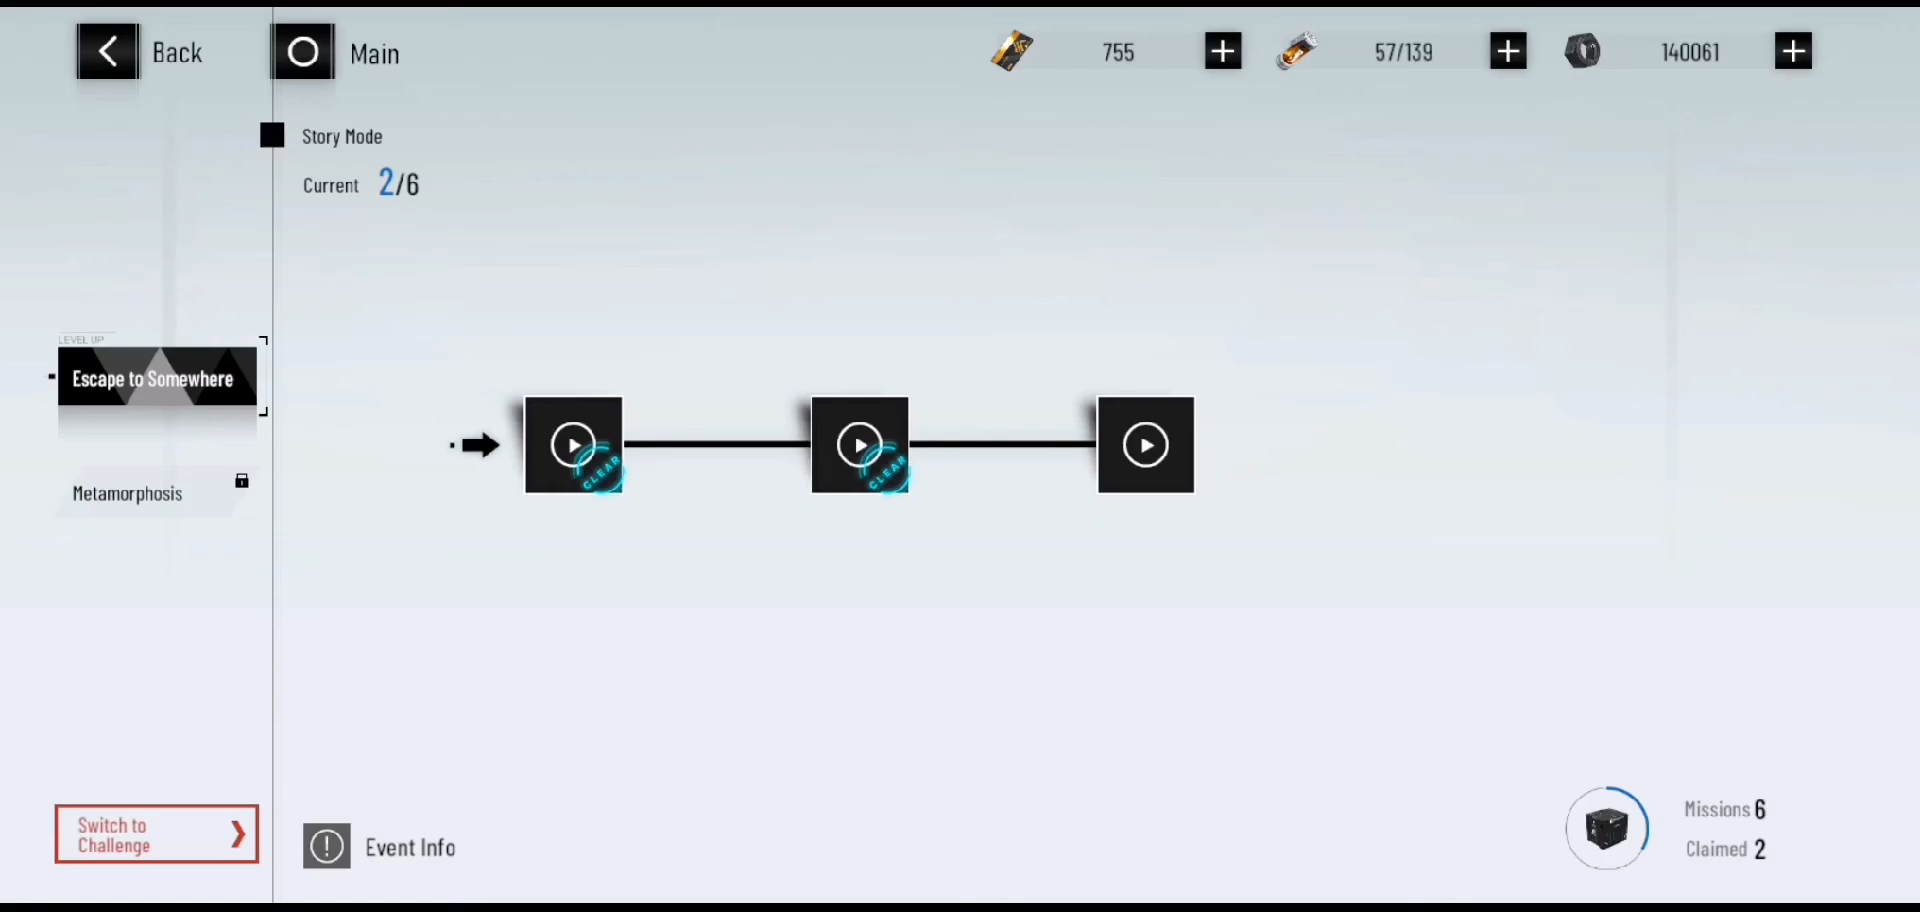 Back
Main
755
57/139
140061
Story Mode
Current 2/6
LEVEL UP
Escape to Somewhere
Metamorphosis
CLEAR
CLEAR
Switch to
Challenge
Event Info
Missions 6
Claimed 2